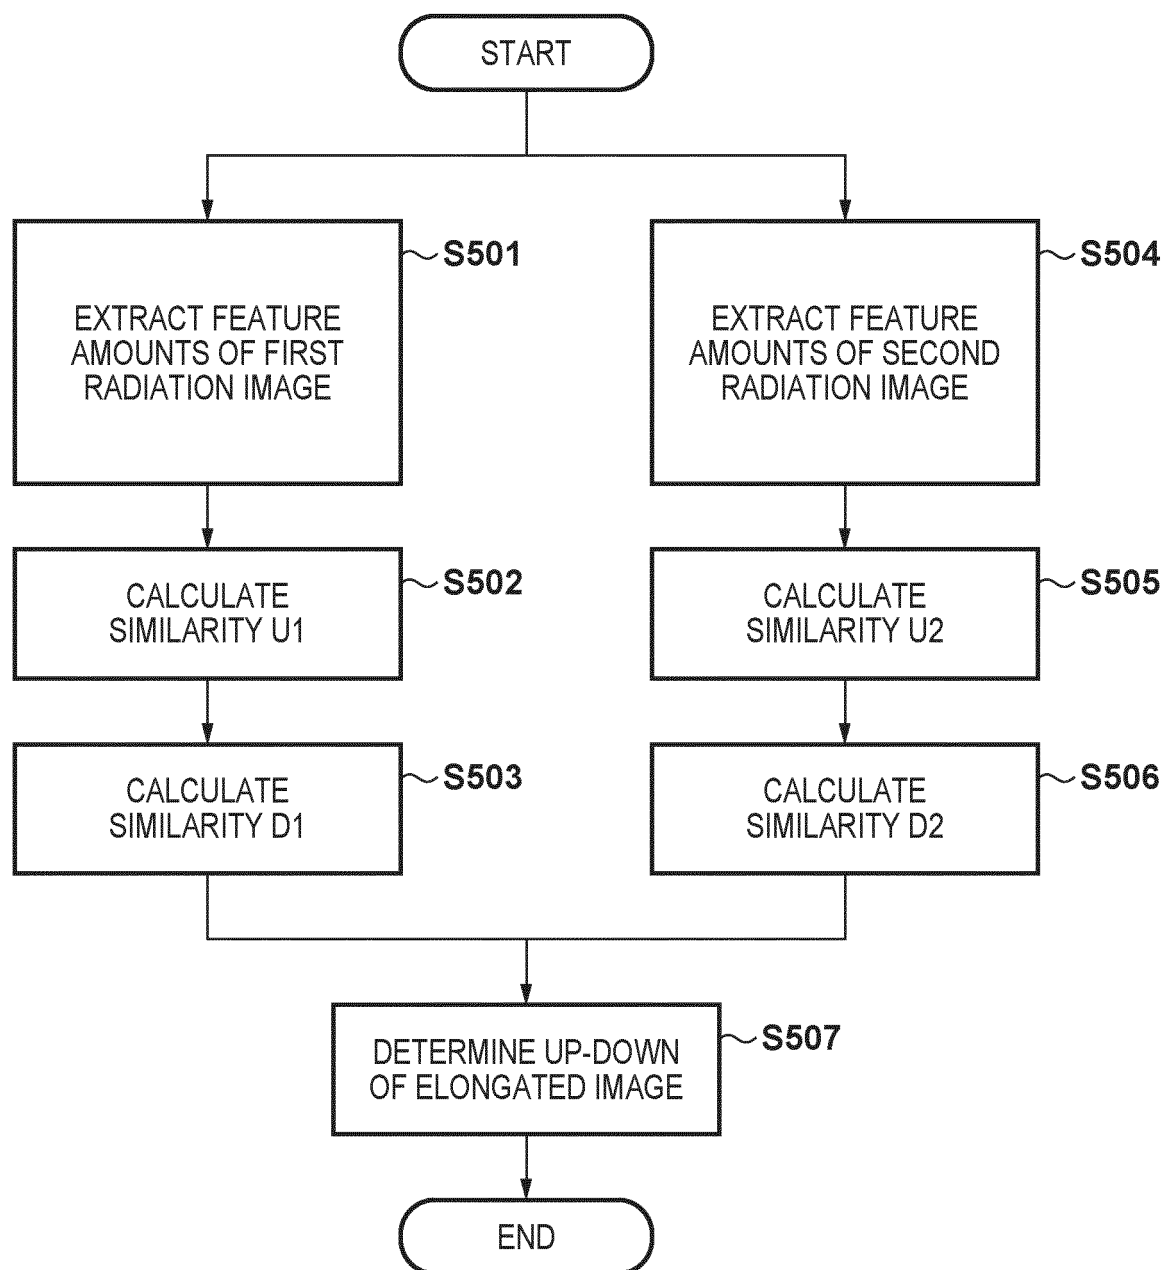 START
S501
EXTRACT FEATURE
AMOUNTS OF FIRST
RADIATION IMAGE
S502
CALCULATE
SIMILARITY U1
S503
CALCULATE
SIMILARITY D1
S504
EXTRACT FEATURE
AMOUNTS OF SECOND
RADIATION IMAGE
S505
CALCULATE
SIMILARITY U2
S506
CALCULATE
SIMILARITY D2
S507
DETERMINE UP-DOWN
OF ELONGATED IMAGE
END